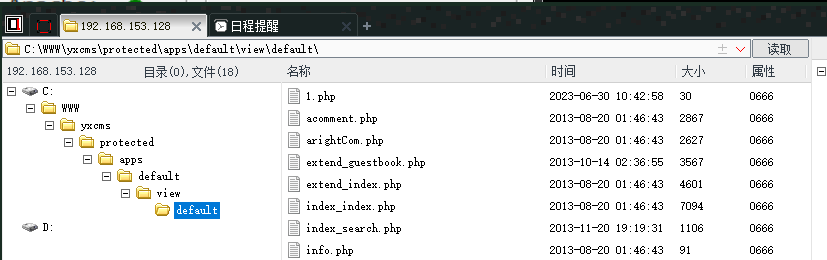 192.168.153.128 日程提醒
C:\WWW\yxcms\protected\apps\default\view\default\ 读取
192.168.153.128 目录(0),文件(18) 名称 时间 大小 属性
C:
WWW
yxcms
protected
apps
default
view
default
D:
1.php 2023-06-30 10:42:58 30 0666
acomment.php 2013-08-20 01:46:43 2867 0666
arightCom.php 2013-08-20 01:46:43 2627 0666
extend_guestbook.php 2013-10-14 02:36:55 3567 0666
extend_index.php 2013-08-20 01:46:43 4601 0666
index_index.php 2013-08-20 01:46:43 7094 0666
index_search.php 2013-11-20 19:19:31 1106 0666
info.php 2013-08-20 01:46:43 91 0666